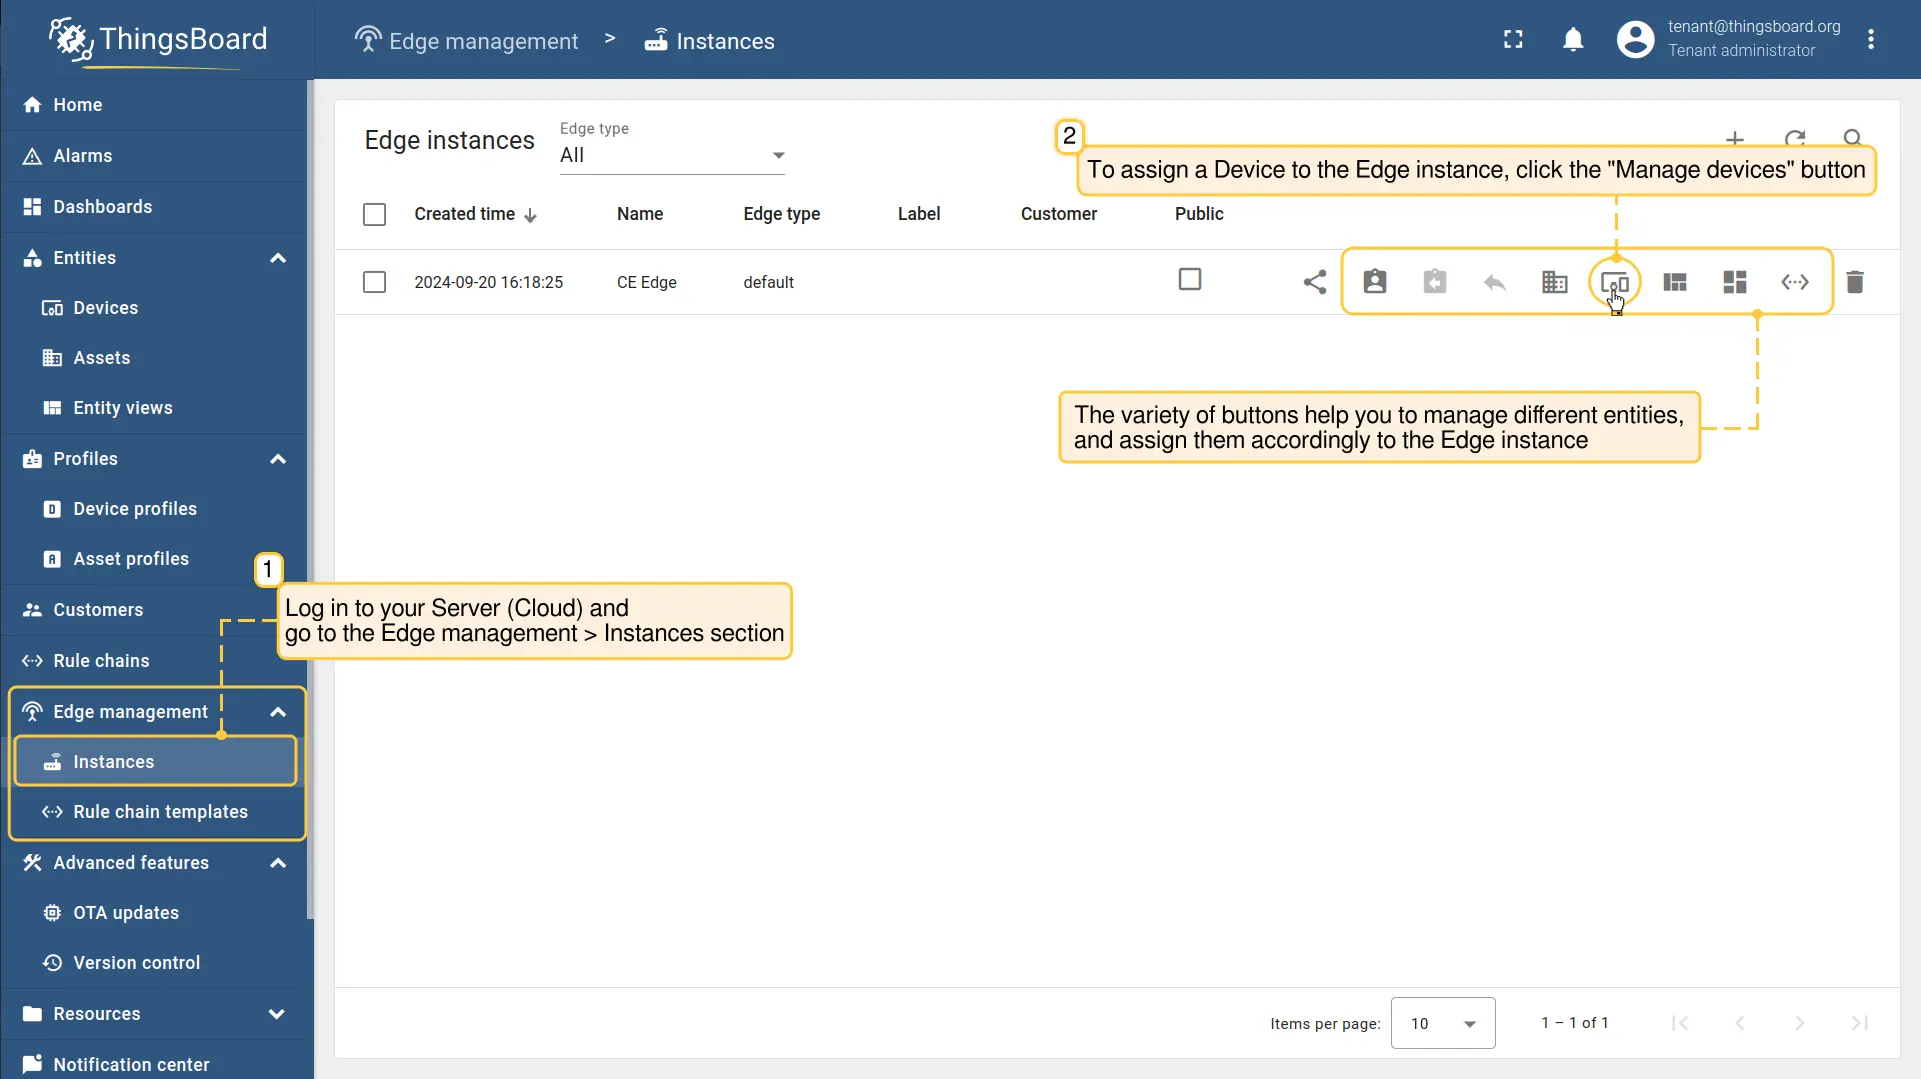 ThingsBoard
Edge management > Instances
tenant@thingsboard.org
Tenant administrator
Home
Alarms
Dashboards
Entities
Devices
Assets
Entity views
Profiles
Device profiles
Asset profiles
Customers
Rule chains
Edge management
Instances
Rule chain templates
Advanced features
OTA updates
Version control
Resources
Notification center
Edge instances
Edge type
All
2
To assign a Device to the Edge instance, click the "Manage devices" button
Created time Name Edge type Label Customer Public
2024-09-20 16:18:25 CE Edge default
The variety of buttons help you to manage different entities,
and assign them accordingly to the Edge instance
1
Log in to your Server (Cloud) and
go to the Edge management > Instances section
Items per page: 10 1 – 1 of 1